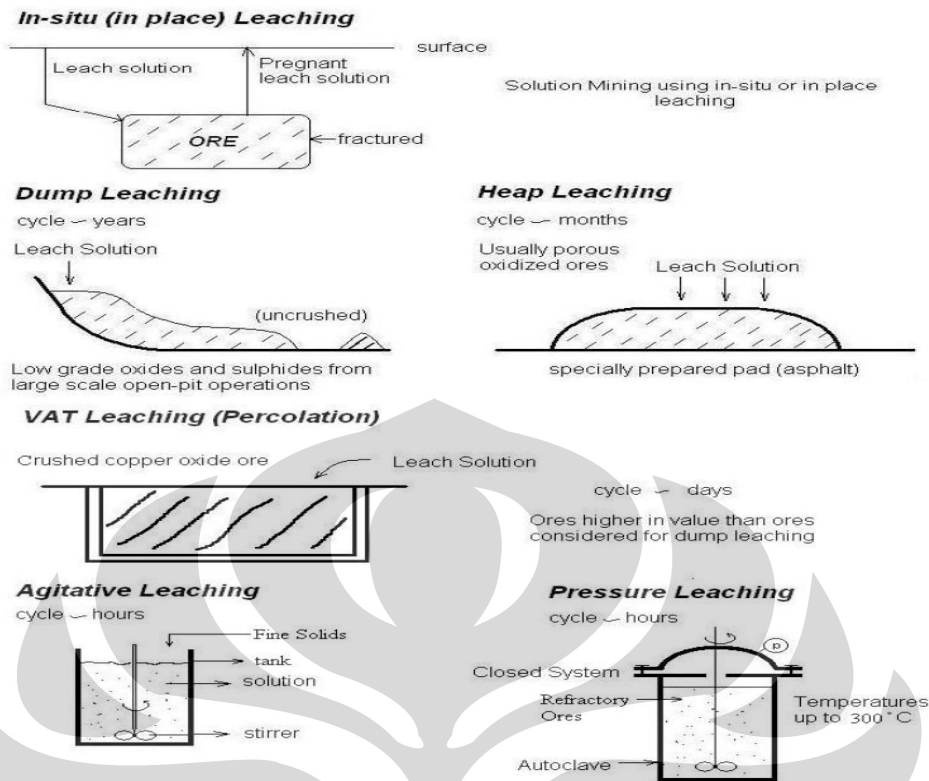 In-situ (in place) Leaching
surface
Leach solution
Pregnant
leach solution
Solution Mining using in-situ or in place
leaching
ORE
fractured
Dump Leaching
cycle ~ years
Leach Solution
(uncrushed)
Low grade oxides and sulphides from
large scale open-pit operations
Heap Leaching
cycle ~ months
Usually porous
oxidized ores
Leach Solution
specially prepared pad (asphalt)
VAT Leaching (Percolation)
Crushed copper oxide ore
Leach Solution
cycle ~ days
Ores higher in value than ores
considered for dump leaching
Agitative Leaching
cycle ~ hours
Fine Solids
tank
solution
stirrer
Pressure Leaching
cycle ~ hours
p
Closed System
Refractory
Ores
Temperatures
up to 300°C
Autoclave